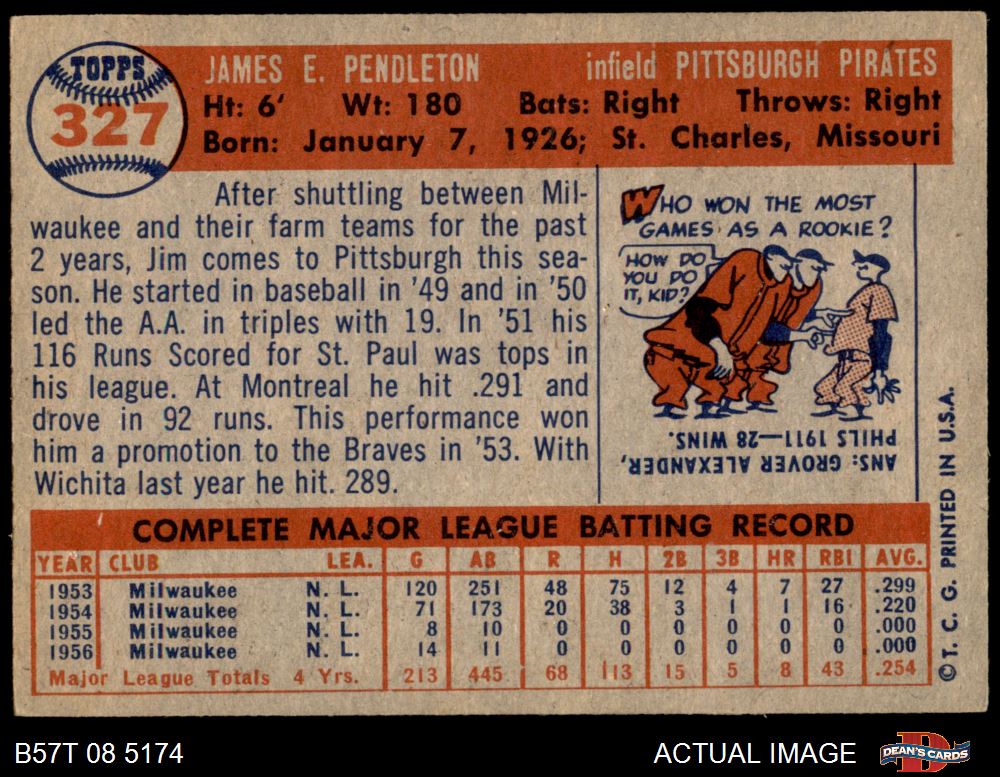 TOPPS
327
JAMES E. PENDLETON infield PITTSBURGH PIRATES
Ht: 6' Wt: 180 Bats: Right Throws: Right
Born: January 7, 1926; St. Charles, Missouri
After shuttling between Mil-
waukee and their farm teams for the past
2 years, Jim comes to Pittsburgh this sea-
son. He started in baseball in '49 and in '50
led the A.A. in triples with 19. In '51 his
116 Runs Scored for St. Paul was tops in
his league. At Montreal he hit .291 and
drove in 92 runs. This performance won
him a promotion to the Braves in '53. With
Wichita last year he hit. 289.
WHO WON THE MOST
GAMES AS A ROOKIE?
HOW DO
YOU DO
IT, KID?
ANS: GROVER ALEXANDER,
PHILS 1911—28 WINS.
COMPLETE MAJOR LEAGUE BATTING RECORD
YEAR CLUB LEA. G AB R H 2B 3B HR RBI AVG.
1953 Milwaukee N. L. 120 251 48 75 12 4 7 27 .299
1954 Milwaukee N. L. 71 173 20 38 3 1 1 16 .220
1955 Milwaukee N. L. 8 10 0 0 0 0 0 0 .000
1956 Milwaukee N. L. 14 11 0 0 0 0 0 0 .000
Major League Totals 4 Yrs. 213 445 68 113 15 5 8 43 .254
©T. C. G. PRINTED IN U.S.A.
B57T 08 5174 ACTUAL IMAGE DEAN'S CARDS